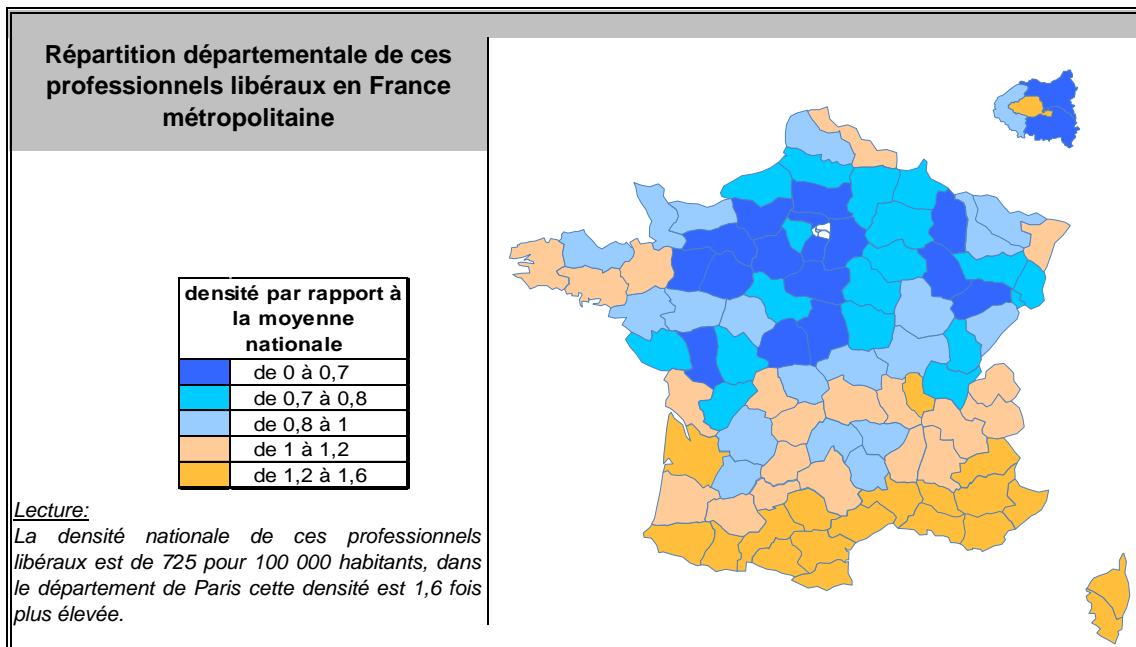 Répartition départementale de ces
professionnels libéraux en France
métropolitaine
densité par rapport à
la moyenne
nationale
de 0 à 0,7
de 0,7 à 0,8
de 0,8 à 1
de 1 à 1,2
de 1,2 à 1,6
Lecture:
La densité nationale de ces professionnels
libéraux est de 725 pour 100 000 habitants, dans
le département de Paris cette densité est 1,6 fois
plus élevée.